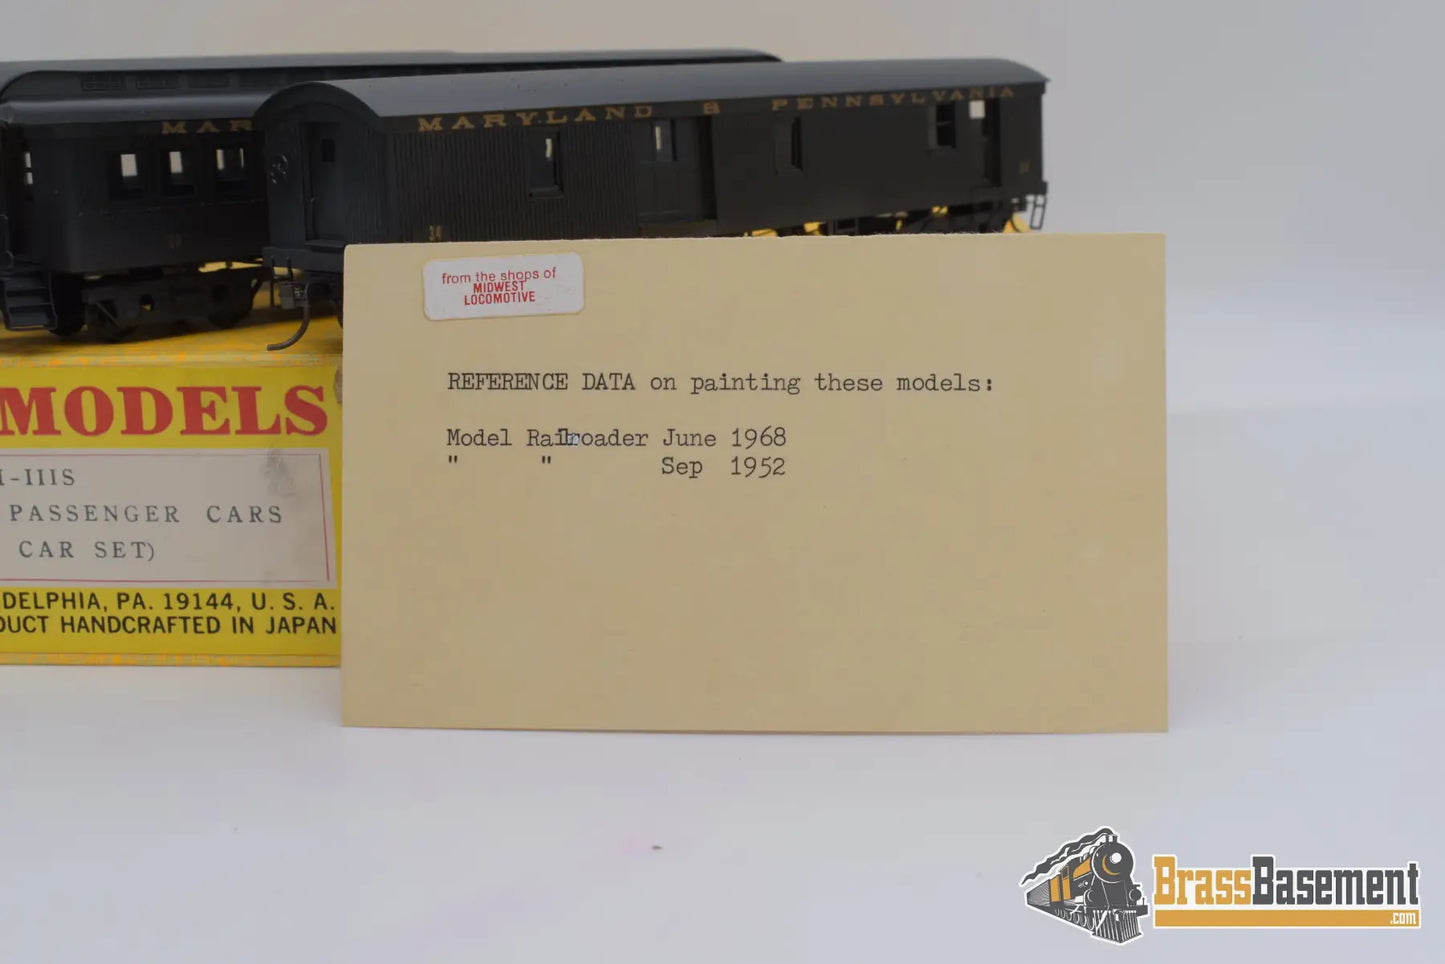 MARYLAND & PENNSYLVANIA
MAR
34
from the shops of
MIDWEST
LOCOMOTIVE
REFERENCE DATA on painting these models:
Model Railroader June 1968
" " Sep 1952
MODELS
I-IIIS
PASSENGER CARS
CAR SET)
DELPHIA, PA. 19144, U. S. A.
DUCT HANDCRAFTED IN JAPAN
BrassBasement
.com